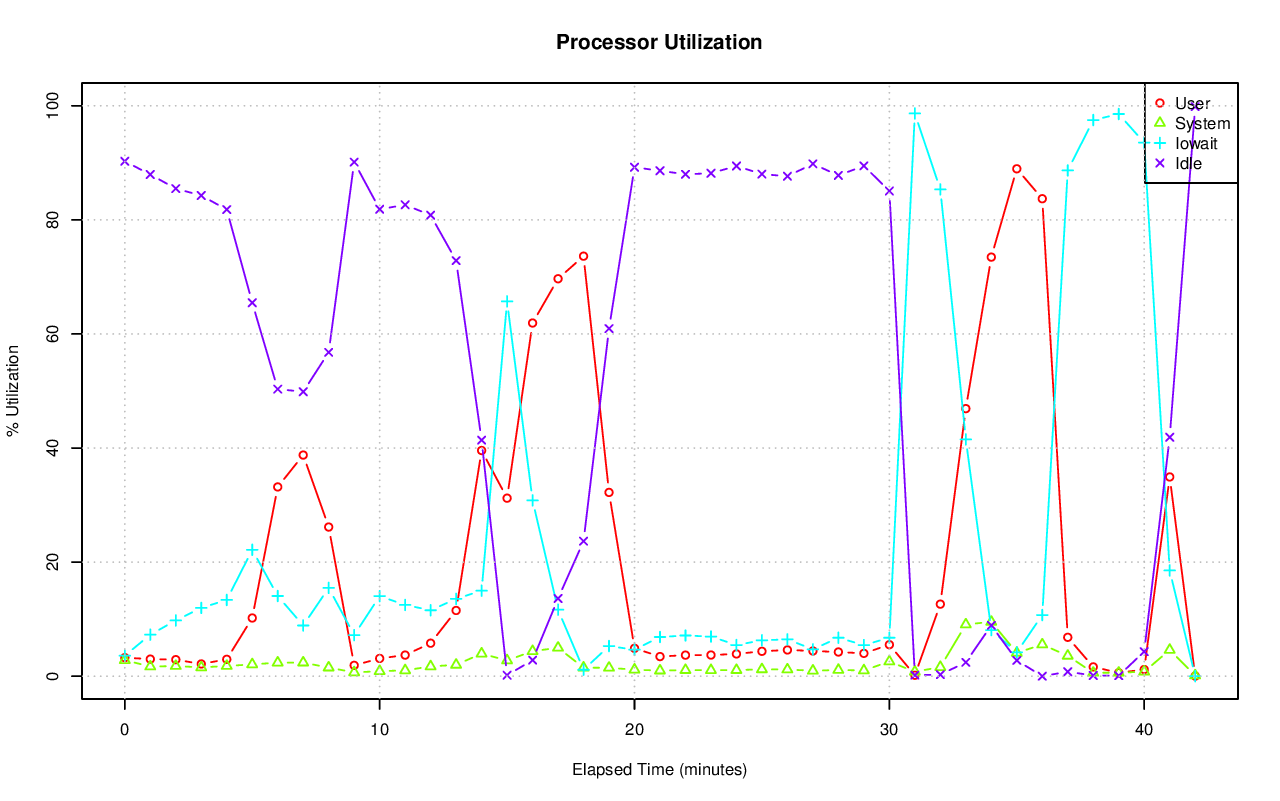 Processor Utilization
% Utilization
100
80
60
40
20
0
User
System
Iowait
Idle
0 10 20 30 40
Elapsed Time (minutes)